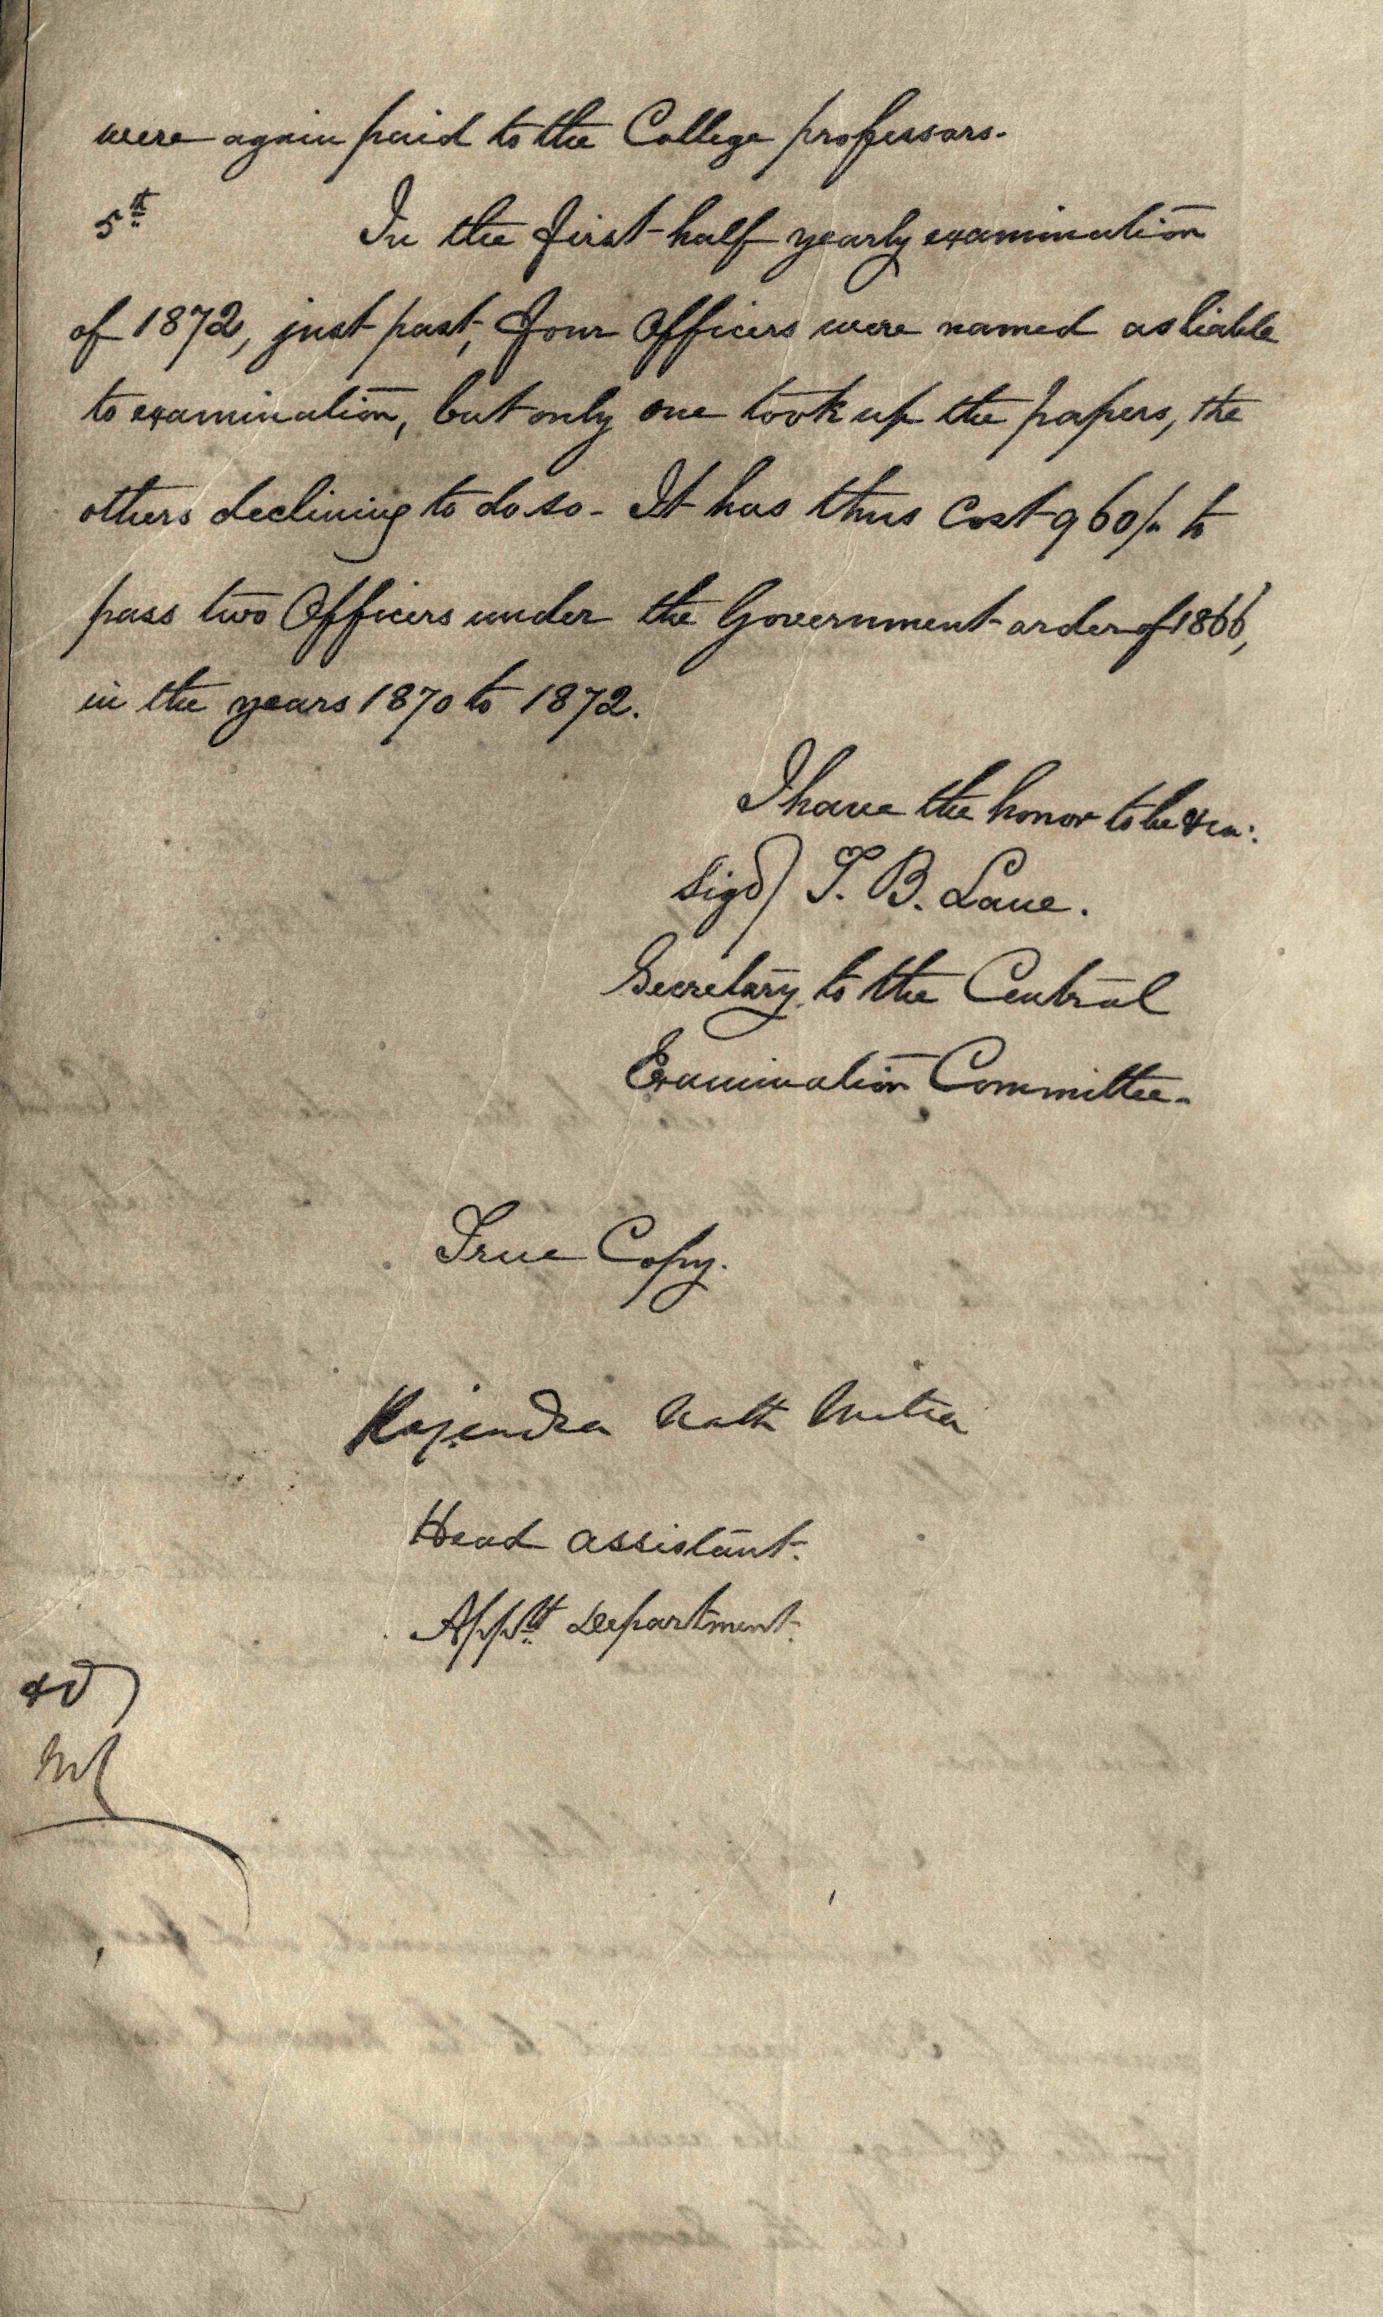 were again paid to the College professors.
5th In the first half yearly examination
of 1872, just past, four Officers were named as liable
to examination, but only one took up the papers, the
others declining to do so. It has thus cost 960/- to
pass two Officers under the Government order of 1866,
in the years 1870 to 1872.
I have the honor to be &ca:
Sigd) T. B. Lane.
Secretary to the Central
Examination Committee.
True Copy.
Rajendra Nath Mitra
Head assistant.
Appt Department.